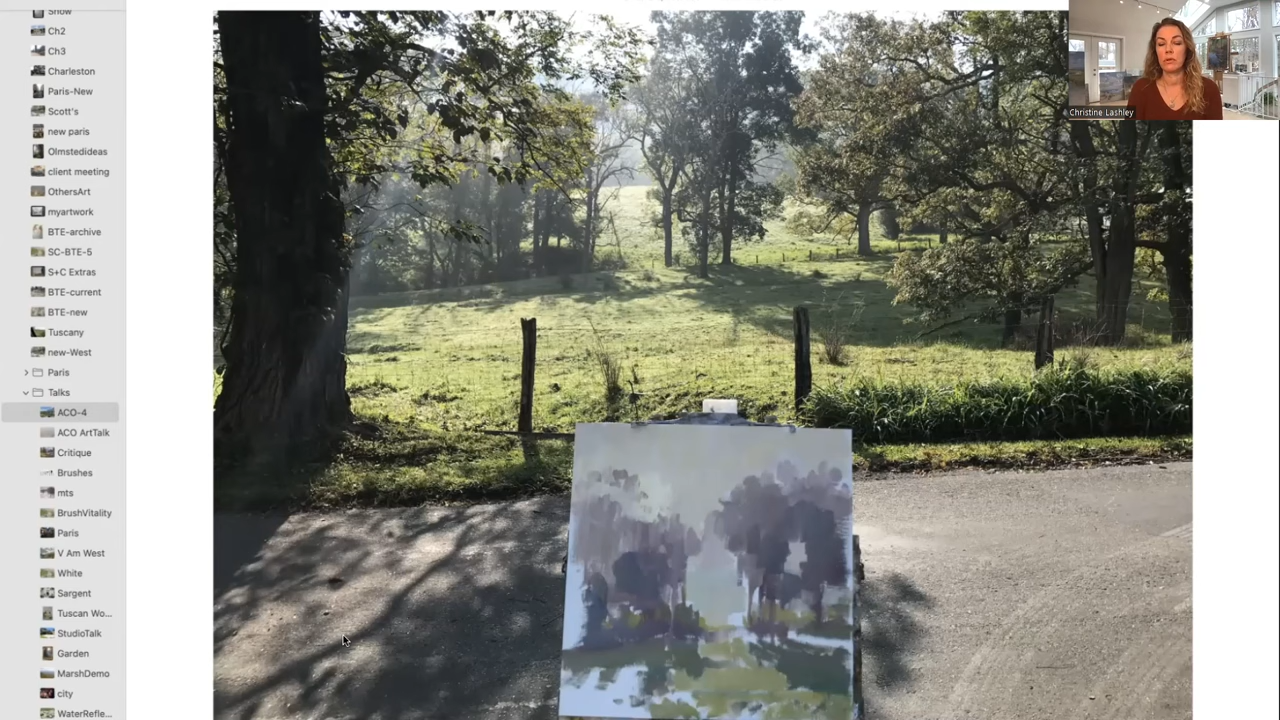 Show
Ch2
Ch3
Charleston
Paris-New
Scott's
new paris
Olmstedideas
client meeting
OthersArt
myartwork
BTE-archive
SC-BTE-5
S+C Extras
BTE-current
BTE-new
Tuscany
new-West
Paris
Talks
ACO-4
ACO ArtTalk
Critique
Brushes
mts
BrushVitality
Paris
V Am West
White
Sargent
Tuscan Wo...
StudioTalk
Garden
MarshDemo
city
WaterRefle...
Christine Lashley